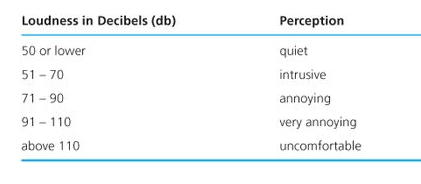 Loudness in Decibels (db) Perception
50 or lower quiet
51 – 70 intrusive
71 – 90 annoying
91 – 110 very annoying
above 110 uncomfortable